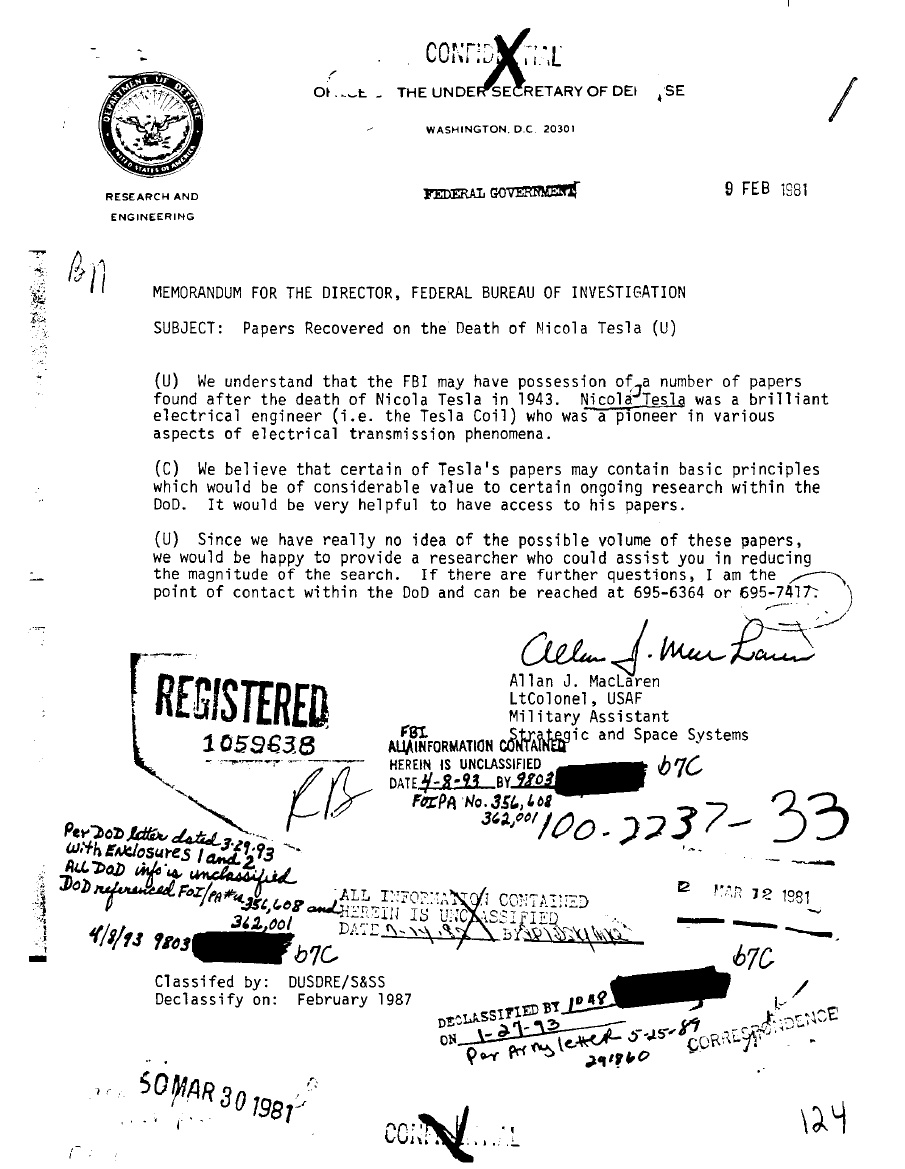 CONFIDENTIAL
THE UNDER SECRETARY OF DEFENSE
WASHINGTON, D.C. 20301
DEPARTMENT OF DEFENSE
UNITED STATES OF AMERICA
RESEARCH AND
ENGINEERING
FEDERAL GOVERNMENT
9 FEB 1981
MEMORANDUM FOR THE DIRECTOR, FEDERAL BUREAU OF INVESTIGATION
SUBJECT: Papers Recovered on the Death of Nicola Tesla (U)
(U) We understand that the FBI may have possession of a number of papers
found after the death of Nicola Tesla in 1943. Nicola Tesla was a brilliant
electrical engineer (i.e. the Tesla Coil) who was a pioneer in various
aspects of electrical transmission phenomena.
(C) We believe that certain of Tesla's papers may contain basic principles
which would be of considerable value to certain ongoing research within the
DoD. It would be very helpful to have access to his papers.
(U) Since we have really no idea of the possible volume of these papers,
we would be happy to provide a researcher who could assist you in reducing
the magnitude of the search. If there are further questions, I am the
point of contact within the DoD and can be reached at 695-6364 or 695-7417.
Allan J. MacLaren
Allan J. MacLaren
LtColonel, USAF
Military Assistant
Strategic and Space Systems
REGISTERED
1059638
RB
FBI
ALL INFORMATION CONTAINED
HEREIN IS UNCLASSIFIED
DATE 4-8-93 BY 9803
b7C
FOIPA No. 356,608
362,001
100-2237-33
Per DoD letter dated 3-29-93
with Enclosures 1 and 2
All DoD info is unclassified
DoD referenced FOI/PA # 356,608 and
362,001
4/8/93 9803
b7C
ALL INFORMATION CONTAINED
HEREIN IS UNCLASSIFIED
DATE
2 MAR 12 1981
b7C
Classifed by: DUSDRE/S&SS
Declassify on: February 1987
DECLASSIFIED BY 1048
ON 1-27-93
Per Army letter 5-25-89
291860
CORRESPONDENCE
50 MAR 30 1981
CONFIDENTIAL
124